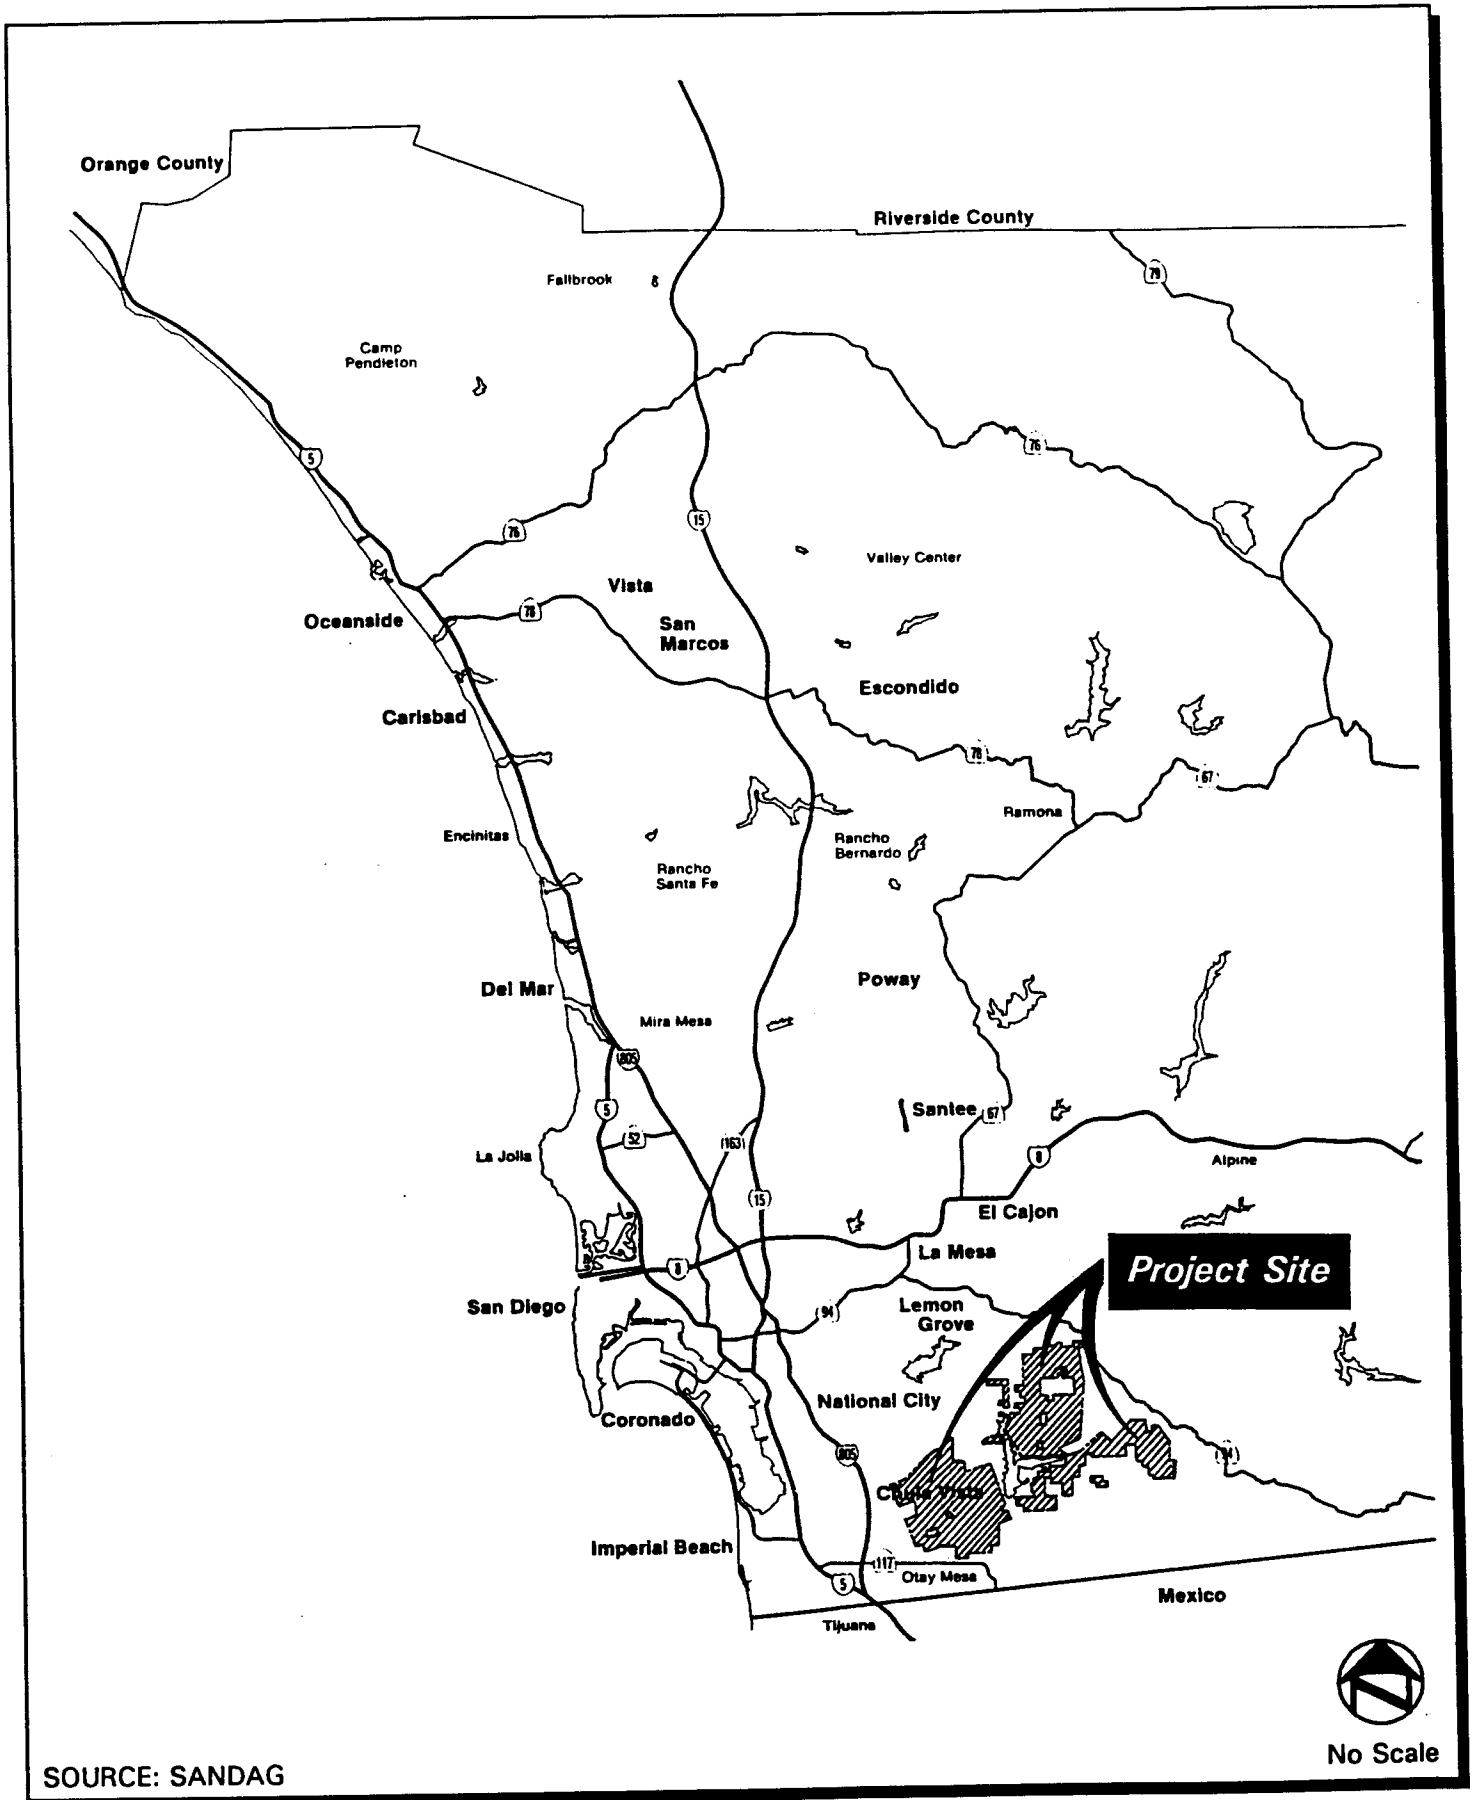 Orange County
Riverside County
79
Fallbrook
Camp
Pendleton
5
76
15
76
Valley Center
Vista
78
Oceanside
San
Marcos
Escondido
Carlsbad
78
67
Ramona
Encinitas
Rancho
Bernardo
Rancho
Santa Fe
Poway
Del Mar
Mira Mesa
805
5
Santee
67
52
163
La Jolla
8
Alpine
15
El Cajon
La Mesa
8
Project Site
San Diego
94
Lemon
Grove
National City
Coronado
805
94
Chula Vista
Imperial Beach
117
Otay Mesa
5
Mexico
Tijuana
No Scale
SOURCE: SANDAG